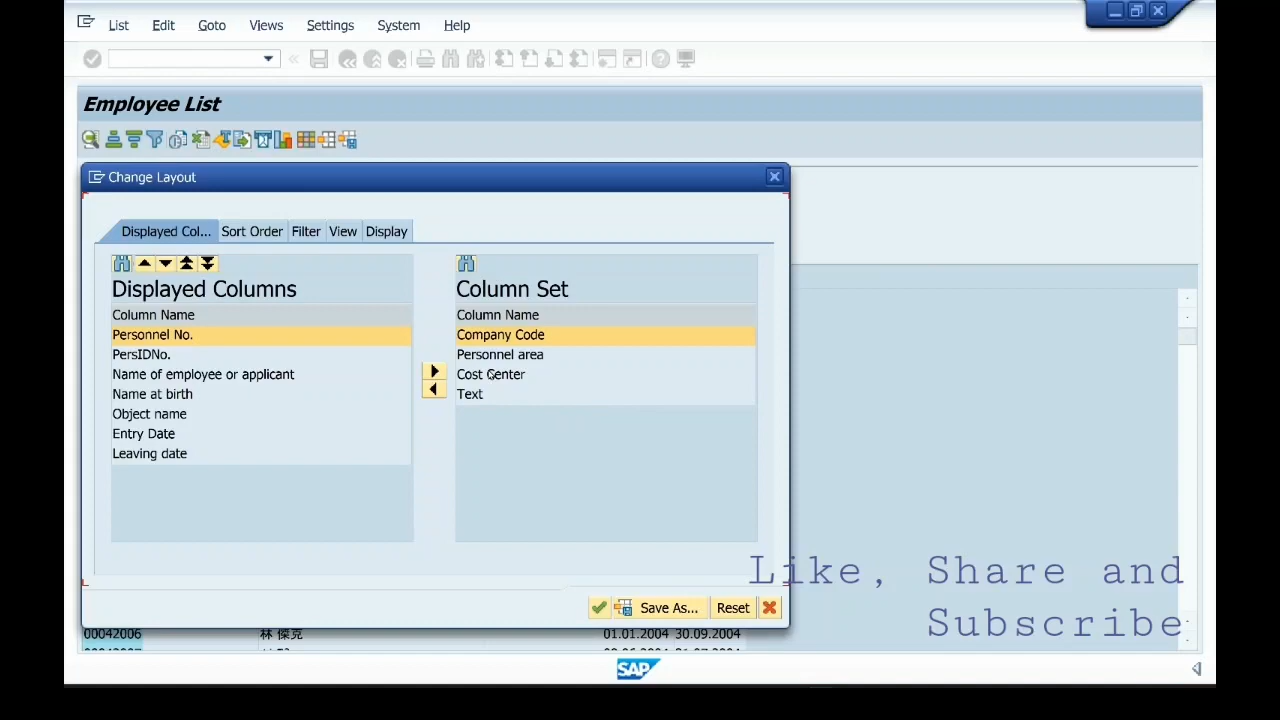 List Edit Goto Views Settings System Help
Employee List
Change Layout
Displayed Col... Sort Order Filter View Display
Displayed Columns
Column Name
Personnel No.
PersIDNo.
Name of employee or applicant
Name at birth
Object name
Entry Date
Leaving date
Column Set
Column Name
Company Code
Personnel area
Cost Center
Text
Like, Share and
Subscribe
Save As... Reset
00042006 林 傑克 01.01.2004 30.09.2004
SAP